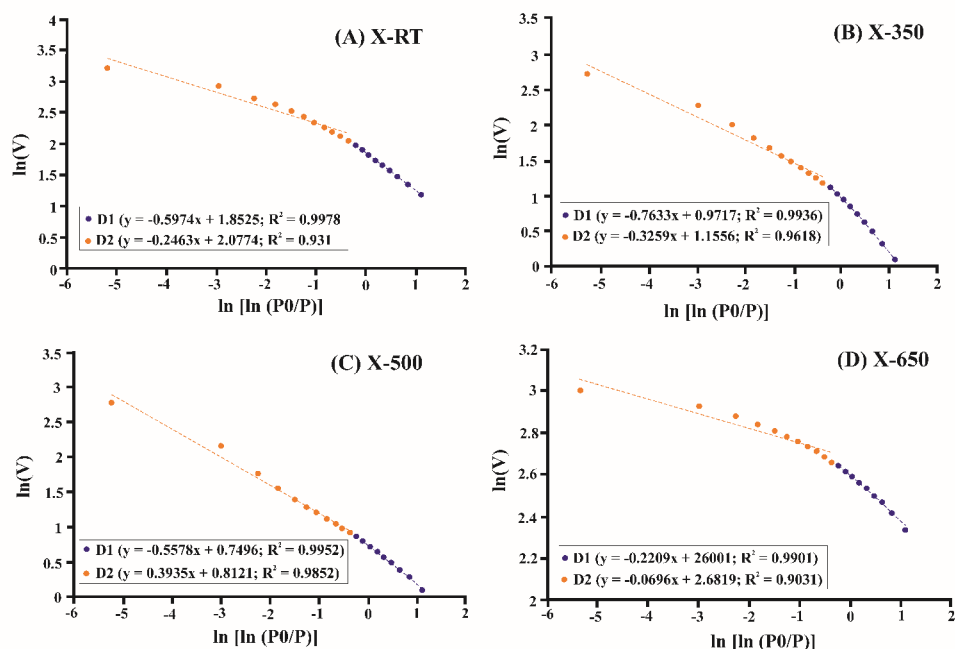 (A) X-RT
ln(V)
4
3.5
3
2.5
2
1.5
1
0.5
0
D1 (y = -0.5974x + 1.8525; R² = 0.9978
D2 (y = -0.2463x + 2.0774; R² = 0.931
-6 -5 -4 -3 -2 -1 0 1 2
ln [ln (P0/P)]
(B) X-350
ln(V)
3.5
3
2.5
2
1.5
1
0.5
0
D1 (y = -0.7633x + 0.9717; R² = 0.9936)
D2 (y = -0.3259x + 1.1556; R² = 0.9618)
-6 -5 -4 -3 -2 -1 0 1 2
ln [ln (P0/P)]
(C) X-500
ln(V)
3.5
3
2.5
2
1.5
1
0.5
0
D1 (y = -0.5578x + 0.7496; R² = 0.9952)
D2 (y = 0.3935x + 0.8121; R² = 0.9852)
-6 -5 -4 -3 -2 -1 0 1 2
ln [ln (P0/P)]
(D) X-650
ln(V)
3.2
3
2.8
2.6
2.4
2.2
2
D1 (y = -0.2209x + 26001; R² = 0.9901)
D2 (y = -0.0696x + 2.6819; R² = 0.9031)
-6 -5 -4 -3 -2 -1 0 1 2
ln [ln (P0/P)]